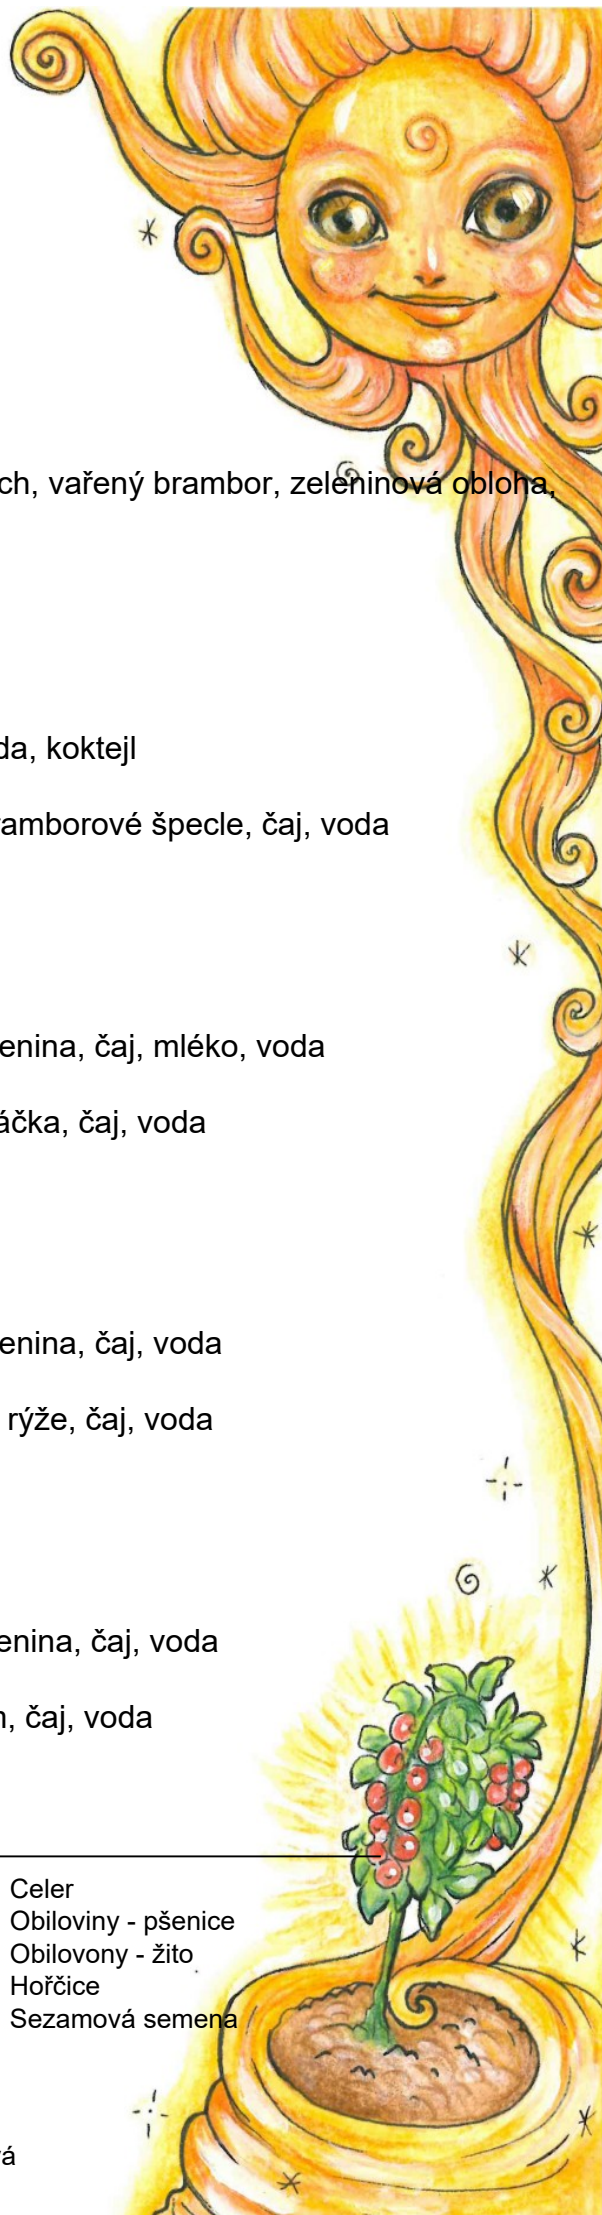 ch, vařený brambor, zeleninová obloha,
da, koktejl
amborové špecle, čaj, voda
enina, čaj, mléko, voda
áčka, čaj, voda
enina, čaj, voda
rýže, čaj, voda
enina, čaj, voda
, čaj, voda
Celer
Obiloviny - pšenice
Obilovony - žito
Hořčice
Sezamová semena
á